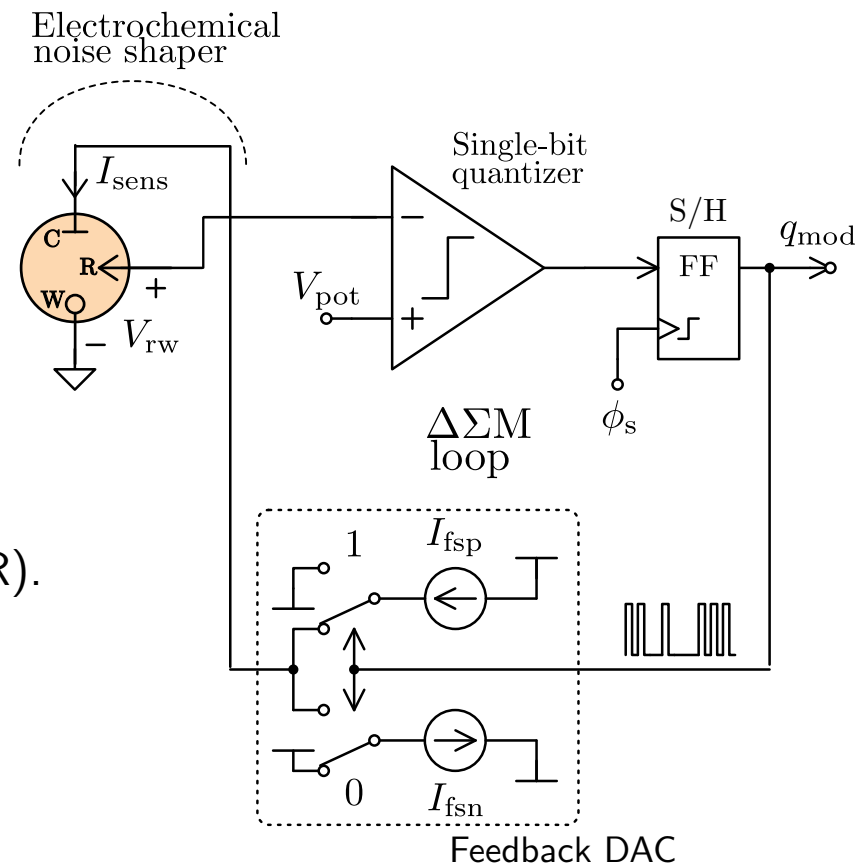 Electrochemical
noise shaper
I_sens
C
R
W
+
− V_rw
Single-bit
quantizer
−
V_pot
+
S/H
FF
q_mod
ϕ_s
ΔΣM
loop
R).
1
I_fsp
0
I_fsn
Feedback DAC